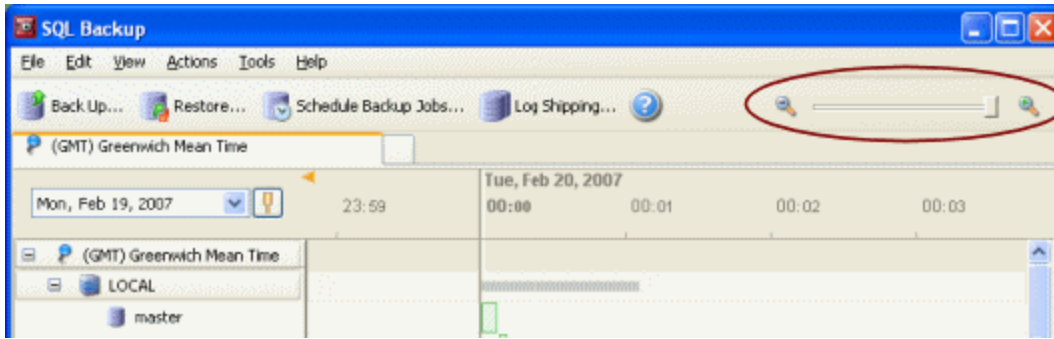 SQL Backup
File Edit View Actions Tools Help
Back Up... Restore... Schedule Backup Jobs... Log Shipping...
(GMT) Greenwich Mean Time
Tue, Feb 20, 2007
Mon, Feb 19, 2007 23:59 00:00 00:01 00:02 00:03
(GMT) Greenwich Mean Time
LOCAL
master